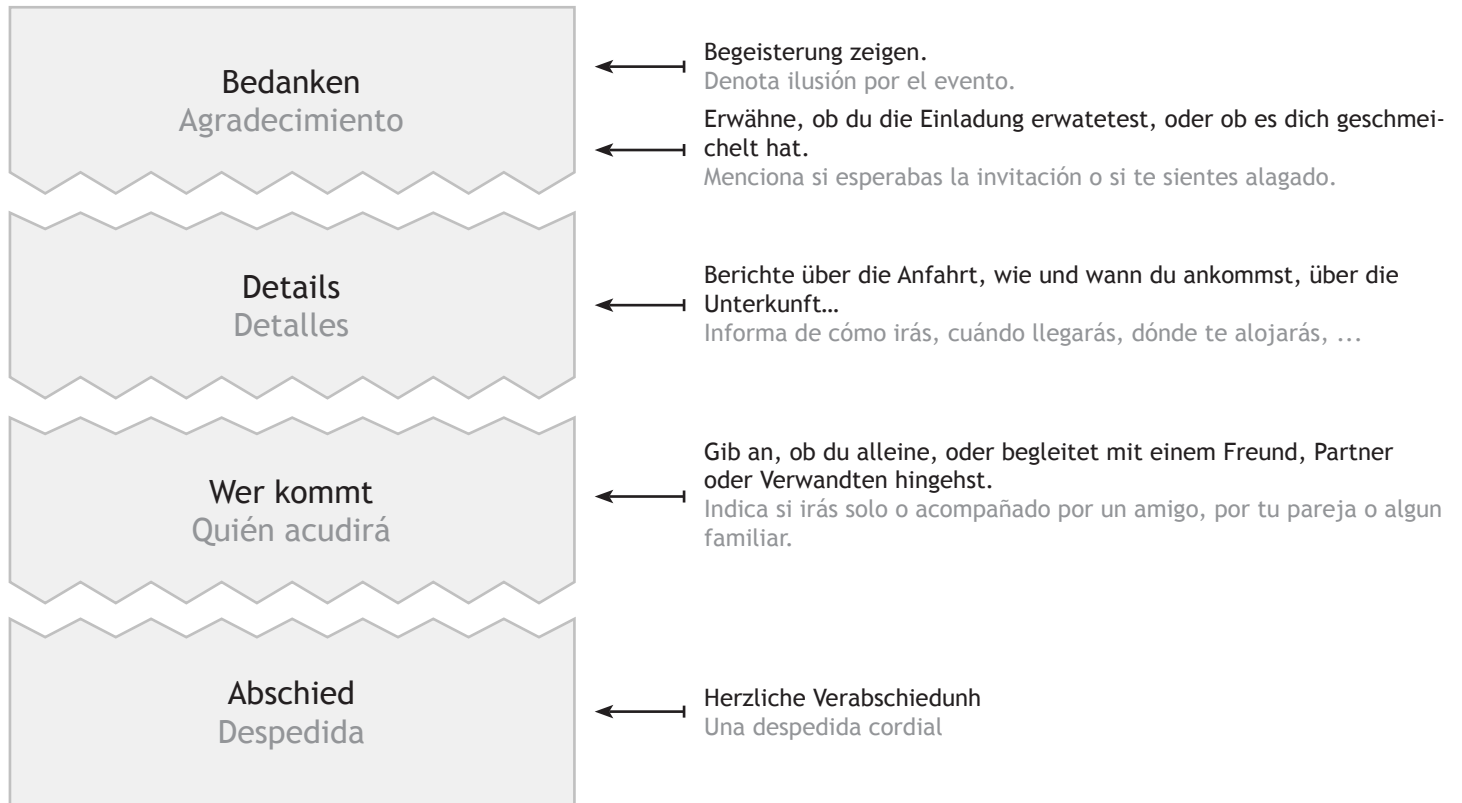 Bedanken
Agradecimiento
Begeisterung zeigen.
Denota ilusión por el evento.
Erwähne, ob du die Einladung erwatetest, oder ob es dich geschmei-
chelt hat.
Menciona si esperabas la invitación o si te sientes alagado.
Details
Detalles
Berichte über die Anfahrt, wie und wann du ankommst, über die
Unterkunft…
Informa de cómo irás, cuándo llegarás, dónde te alojarás, ...
Wer kommt
Quién acudirá
Gib an, ob du alleine, oder begleitet mit einem Freund, Partner
oder Verwandten hingehst.
Indica si irás solo o acompañado por un amigo, por tu pareja o algun
familiar.
Abschied
Despedida
Herzliche Verabschiedunh
Una despedida cordial